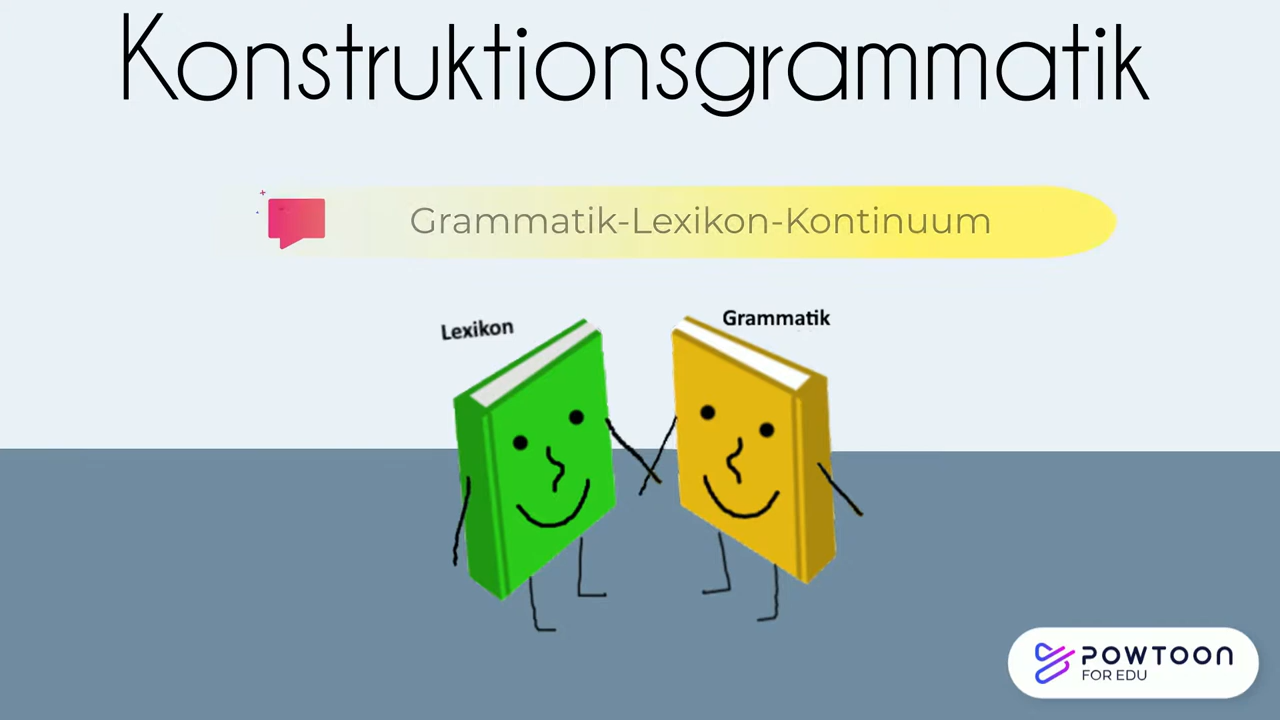 Konstruktionsgrammatik
Grammatik-Lexikon-Kontinuum
Lexikon
Grammatik
POWTOON
FOR EDU